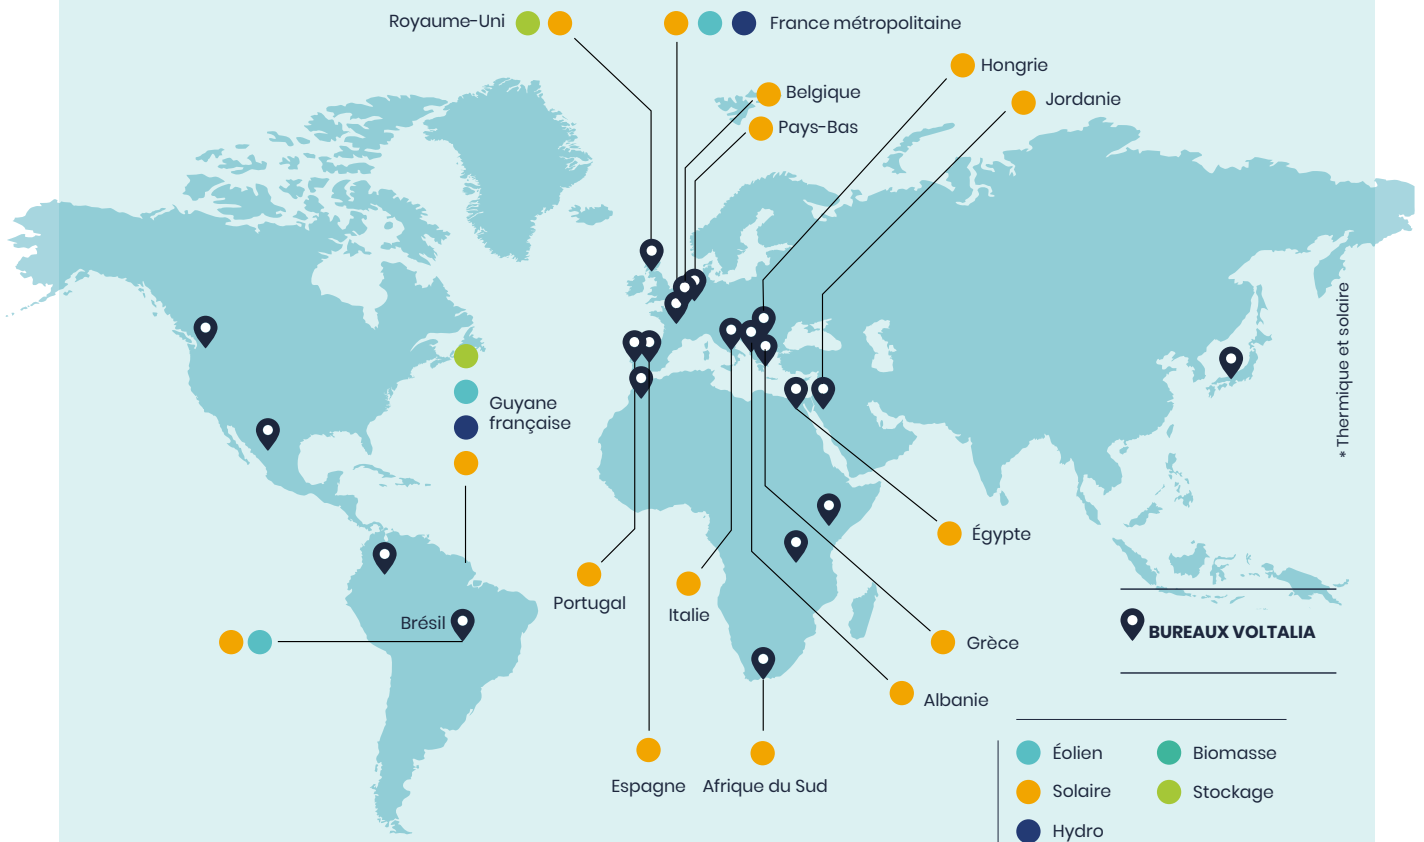 Royaume-Uni
France métropolitaine
Hongrie
Belgique
Jordanie
Pays-Bas
* Thermique et solaire
Guyane
française
Égypte
Portugal
Italie
Brésil
BUREAUX VOLTALIA
Grèce
Albanie
Espagne
Afrique du Sud
Éolien
Biomasse
Solaire
Stockage
Hydro